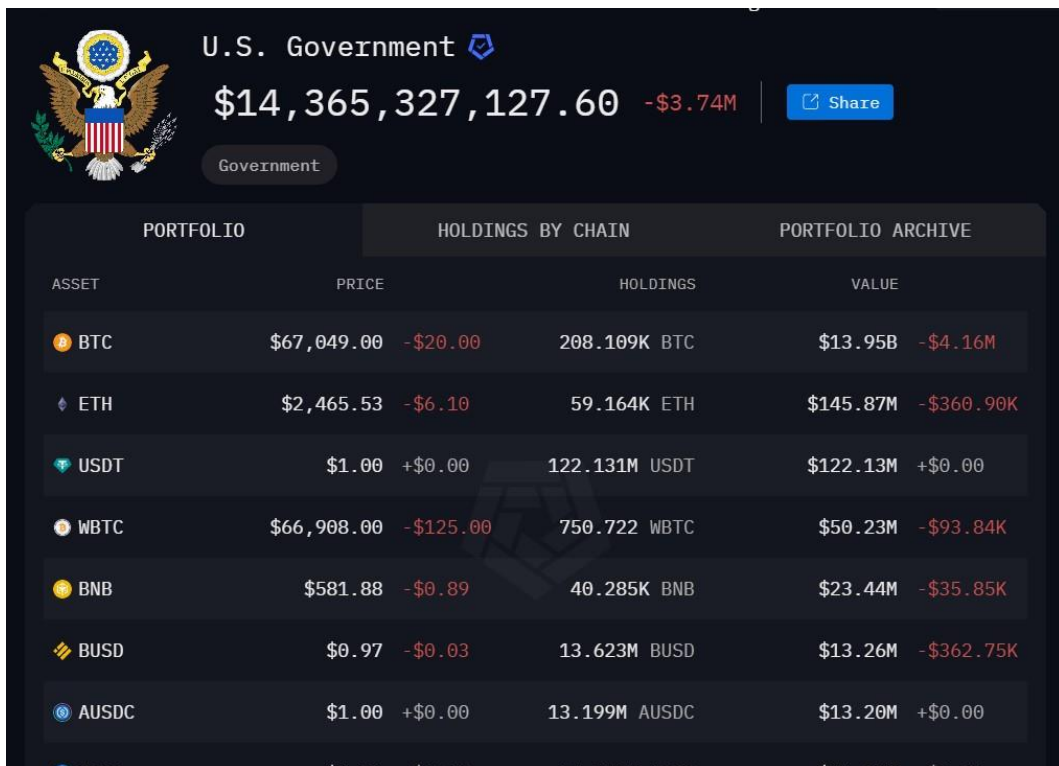 U.S. Government
$14,365,327,127.60 -$3.74M Share
Government
PORTFOLIO HOLDINGS BY CHAIN PORTFOLIO ARCHIVE
ASSET PRICE HOLDINGS VALUE
BTC $67,049.00 -$20.00 208.109K BTC $13.95B -$4.16M
ETH $2,465.53 -$6.10 59.164K ETH $145.87M -$360.90K
USDT $1.00 +$0.00 122.131M USDT $122.13M +$0.00
WBTC $66,908.00 -$125.00 750.722 WBTC $50.23M -$93.84K
BNB $581.88 -$0.89 40.285K BNB $23.44M -$35.85K
BUSD $0.97 -$0.03 13.623M BUSD $13.26M -$362.75K
AUSDC $1.00 +$0.00 13.199M AUSDC $13.20M +$0.00